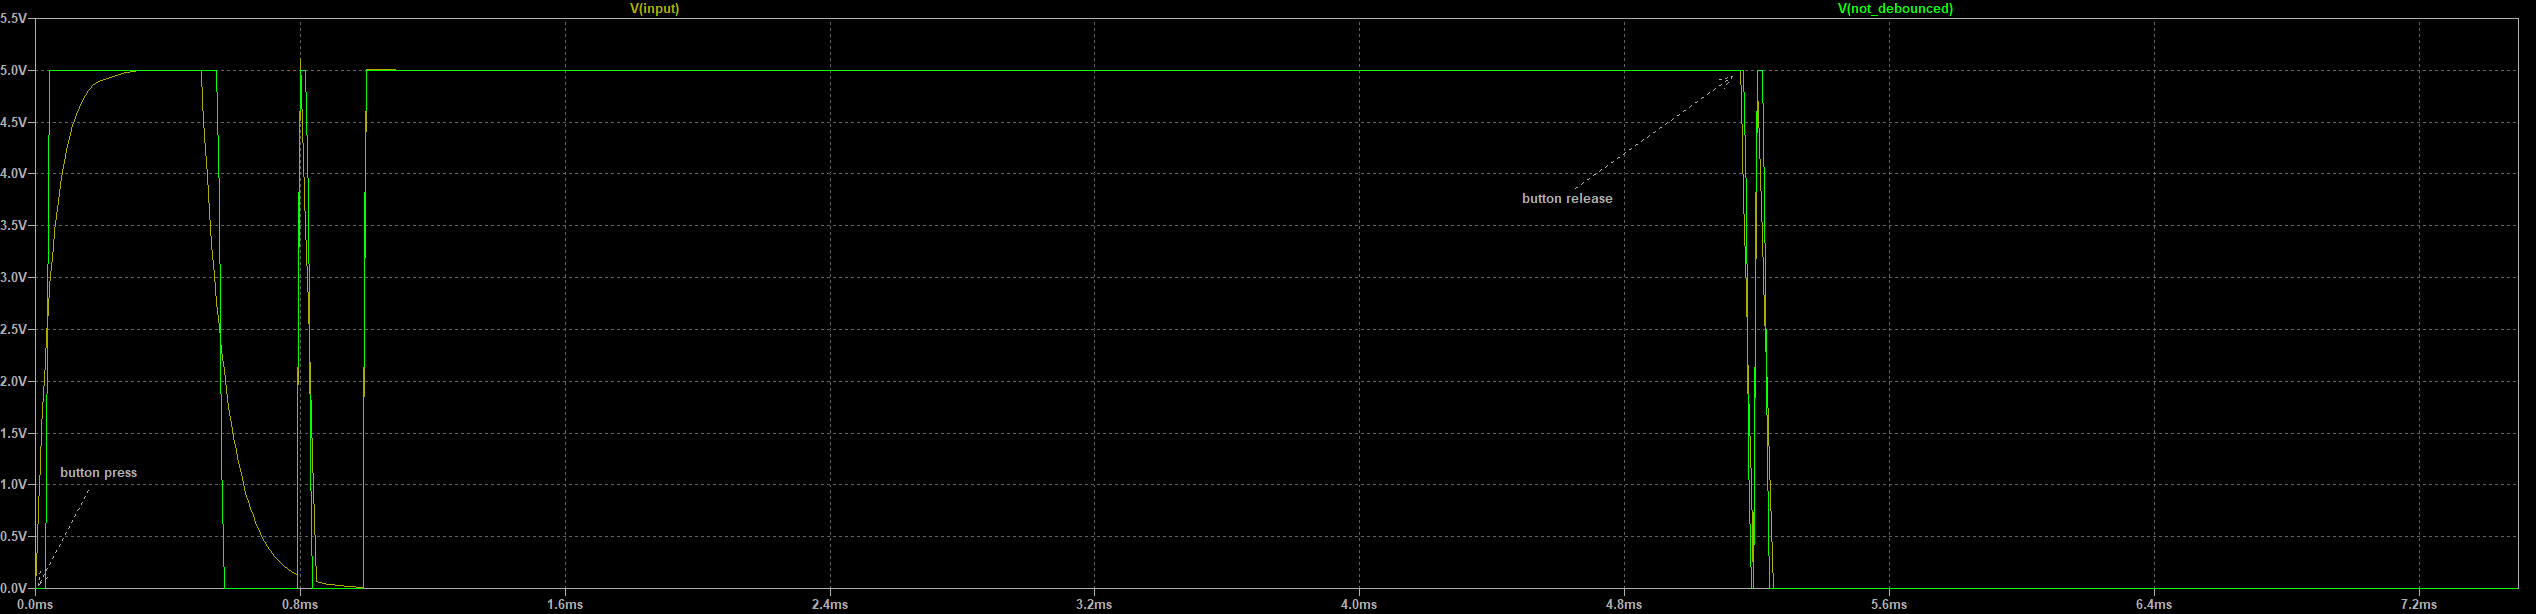 V(input) V(not_debounced)
5.5V
5.0V
4.5V
4.0V
3.5V
3.0V
2.5V
2.0V
1.5V
1.0V
0.5V
0.0V
button release
button press
0.0ms 0.8ms 1.6ms 2.4ms 3.2ms 4.0ms 4.8ms 5.6ms 6.4ms 7.2ms